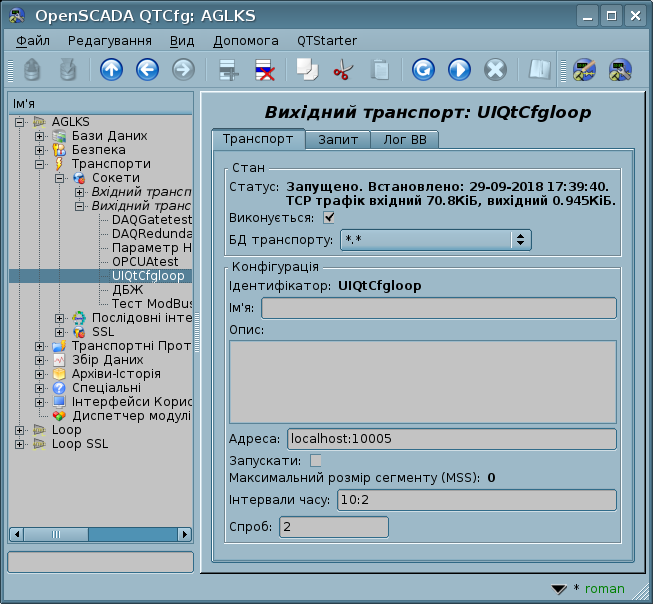 OpenSCADA QTCfg: AGLKS
Файл Редагування Вид Допомога QTStarter
Ім'я
AGLKS
Бази Даних
Безпека
Транспорти
Сокети
Вхідний трансп
Вихідний трансп
DAQGatetest
DAQRedunda
Параметр Н
OPCUAtest
UIQtCfgloop
ДБЖ
Тест ModBus
Послідовні інте
SSL
Транспортні Прот
Збір Даних
Архіви-Історія
Спеціальні
Інтерфейси Корис
Диспетчер модулі
Loop
Loop SSL
Вихідний транспорт: UIQtCfgloop
Транспорт Запит Лог ВВ
Стан
Статус: Запущено. Встановлено: 29-09-2018 17:39:40.
TCP трафік вхідний 70.8КіБ, вихідний 0.945КіБ.
Виконується:
БД транспорту: *.*
Конфігурація
Ідентифікатор: UIQtCfgloop
Ім'я:
Опис:
Адреса: localhost:10005
Запускати:
Максимальний розмір сегменту (MSS): 0
Інтервали часу: 10:2
Спроб: 2
* roman